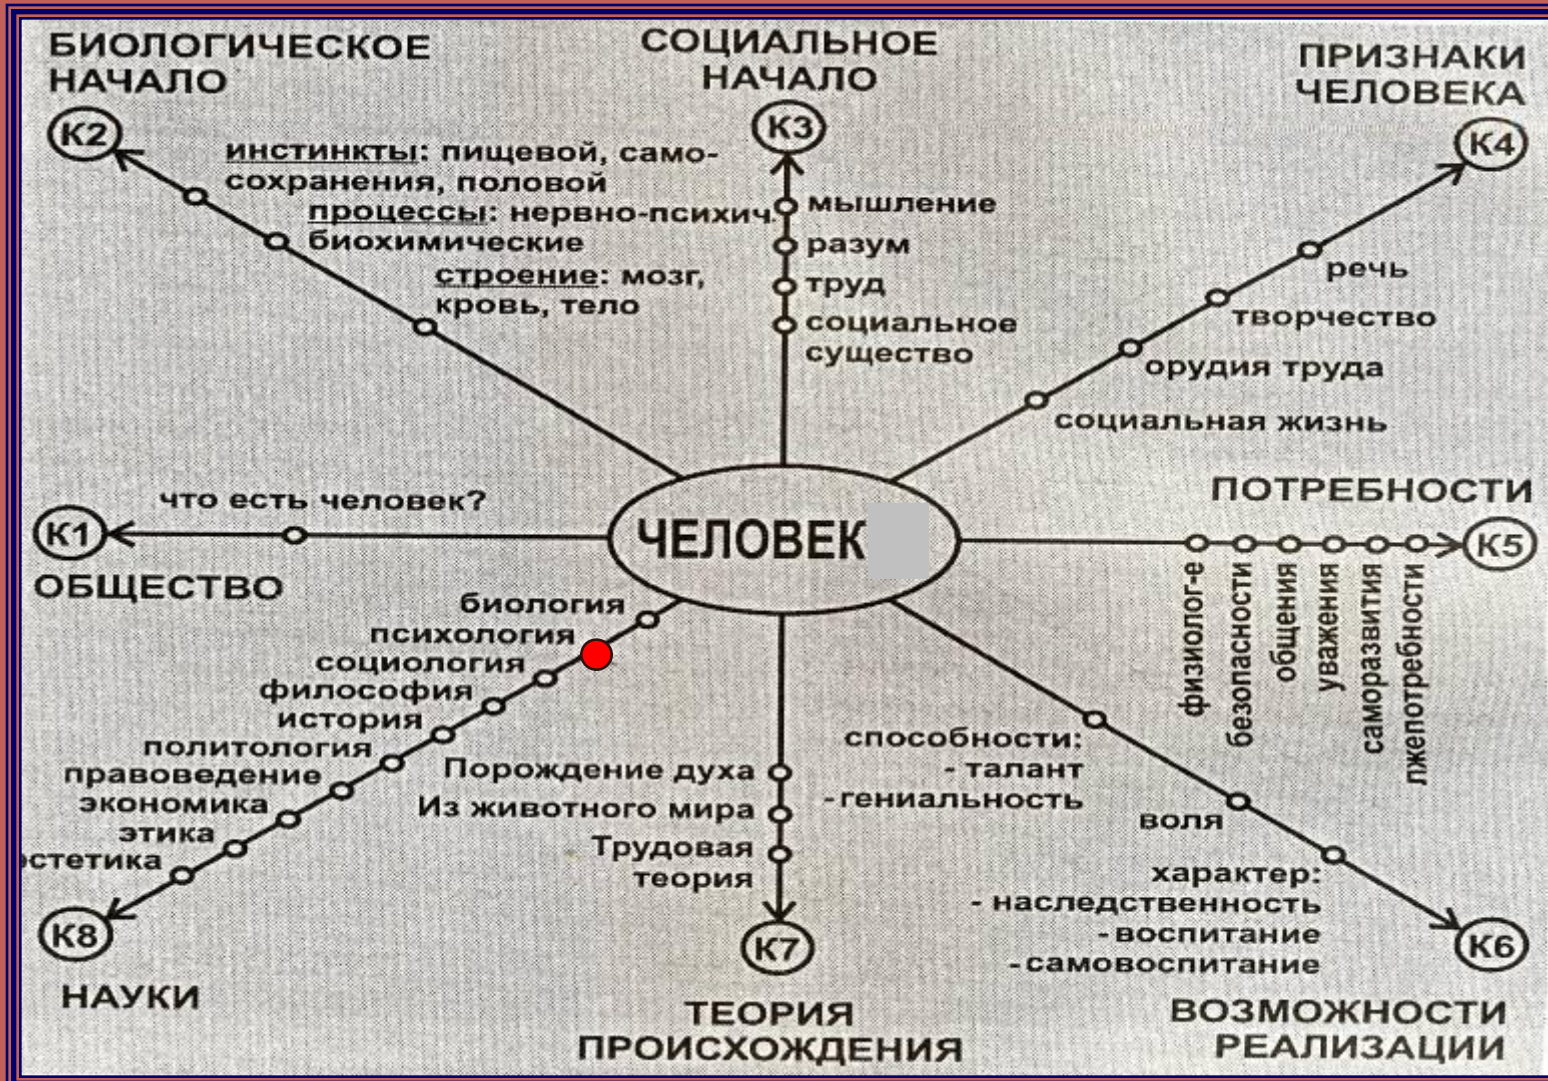 БИОЛОГИЧЕСКОЕ
НАЧАЛО
К2
инстинкты: пищевой, само-
сохранения, половой
процессы: нервно-психич.
биохимические
строение: мозг,
кровь, тело
СОЦИАЛЬНОЕ
НАЧАЛО
К3
мышление
разум
труд
социальное
существо
ПРИЗНАКИ
ЧЕЛОВЕКА
К4
речь
творчество
орудия труда
социальная жизнь
что есть человек?
К1
ОБЩЕСТВО
ЧЕЛОВЕК
ПОТРЕБНОСТИ
К5
физиолог-е
безопасности
общения
уважения
саморазвития
лжепотребности
биология
психология
социология
философия
история
политология
правоведение
экономика
этика
эстетика
К8
НАУКИ
Порождение духа
Из животного мира
Трудовая
теория
К7
ТЕОРИЯ
ПРОИСХОЖДЕНИЯ
способности:
- талант
-гениальность
воля
характер:
- наследственность
-воспитание
-самовоспитание
К6
ВОЗМОЖНОСТИ
РЕАЛИЗАЦИИ